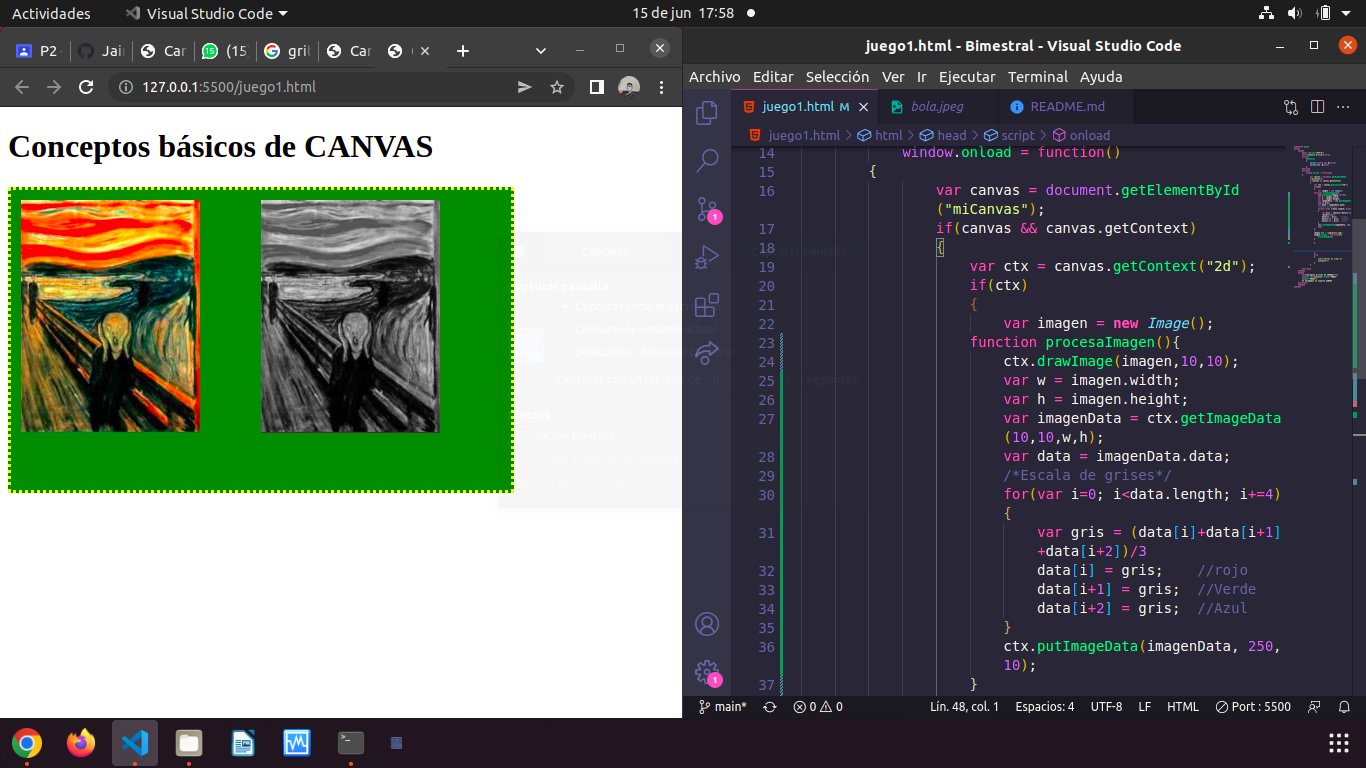 Actividades
Visual Studio Code
15 de jun 17:58
P2
Jair
Car
(15
grit
Car
127.0.0.1:5500/juego1.html
Conceptos básicos de CANVAS
Cancelar
Capturar pantalla
juego1.html - Bimestral - Visual Studio Code
Archivo Editar Selección Ver Ir Ejecutar Terminal Ayuda
juego1.html M
bola.jpeg
README.md
juego1.html > html > head > script > onload
14 window.onload = function()
15 {
16 var canvas = document.getElementById
("miCanvas");
17 if(canvas && canvas.getContext)
18 {
19 var ctx = canvas.getContext("2d");
20 if(ctx)
21 {
22 var imagen = new Image();
23 function procesaImagen(){
24 ctx.drawImage(imagen,10,10);
25 var w = imagen.width;
26 var h = imagen.height;
27 var imagenData = ctx.getImageData
(10,10,w,h);
28 var data = imagenData.data;
29 /*Escala de grises*/
30 for(var i=0; i<data.length; i+=4)
{
31 var gris = (data[i]+data[i+1]
+data[i+2])/3
32 data[i] = gris; //rojo
33 data[i+1] = gris; //Verde
34 data[i+2] = gris; //Azul
35 }
36 ctx.putImageData(imagenData, 250,
10);
37 }
1
1
main*
0 0
Lín. 48, col. 1
Espacios: 4
UTF-8
LF
HTML
Port : 5500